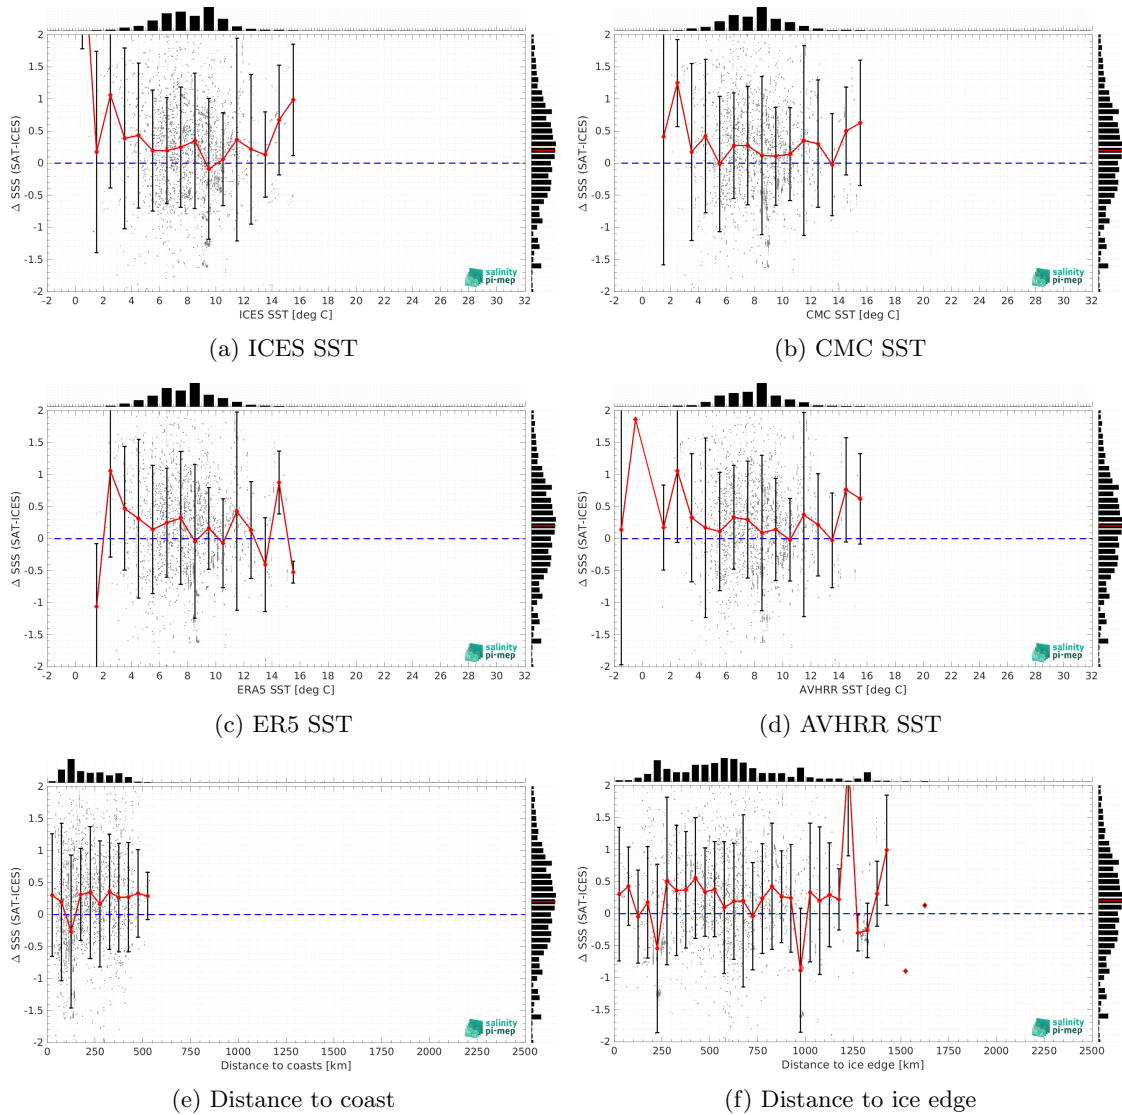 2
1.5
1
0.5
0
-0.5
-1
-1.5
-2
Δ SSS (SAT-ICES)
-2 0 2 4 6 8 10 12 14 16 18 20 22 24 26 28 30 32
ICES SST [deg C]
salinity
pi-mep
(a) ICES SST
2
1.5
1
0.5
0
-0.5
-1
-1.5
-2
Δ SSS (SAT-ICES)
-2 0 2 4 6 8 10 12 14 16 18 20 22 24 26 28 30 32
CMC SST [deg C]
salinity
pi-mep
(b) CMC SST
2
1.5
1
0.5
0
-0.5
-1
-1.5
-2
Δ SSS (SAT-ICES)
-2 0 2 4 6 8 10 12 14 16 18 20 22 24 26 28 30 32
ERA5 SST [deg C]
salinity
pi-mep
(c) ER5 SST
2
1.5
1
0.5
0
-0.5
-1
-1.5
-2
Δ SSS (SAT-ICES)
-2 0 2 4 6 8 10 12 14 16 18 20 22 24 26 28 30 32
AVHRR SST [deg C]
salinity
pi-mep
(d) AVHRR SST
2
1.5
1
0.5
0
-0.5
-1
-1.5
-2
Δ SSS (SAT-ICES)
0 250 500 750 1000 1250 1500 1750 2000 2250 2500
Distance to coasts [km]
salinity
pi-mep
(e) Distance to coast
2
1.5
1
0.5
0
-0.5
-1
-1.5
-2
Δ SSS (SAT-ICES)
0 250 500 750 1000 1250 1500 1750 2000 2250 2500
Distance to ice edge [km]
salinity
pi-mep
(f) Distance to ice edge